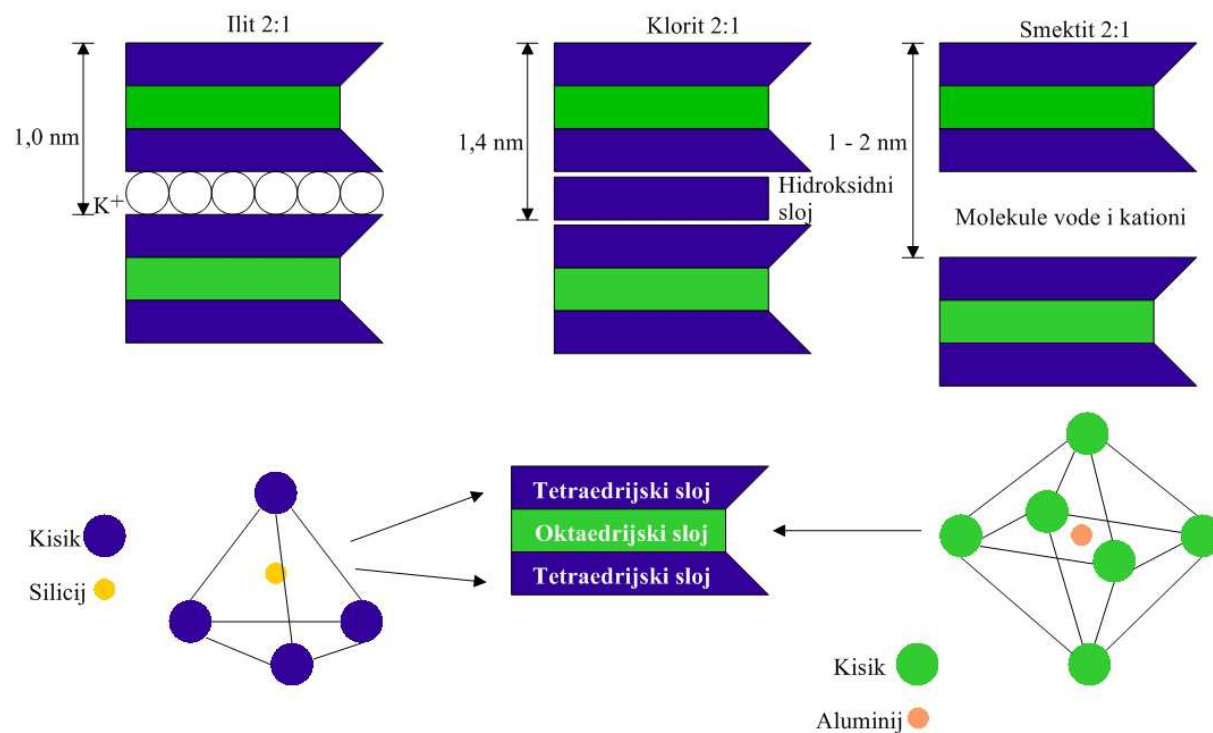 Ilit 2:1
Klorit 2:1
Smektit 2:1
1,0 nm
1,4 nm
1 - 2 nm
K+
Hidroksidni
sloj
Molekule vode i kationi
Tetraedrijski sloj
Oktaedrijski sloj
Tetraedrijski sloj
Kisik
Silicij
Kisik
Aluminij